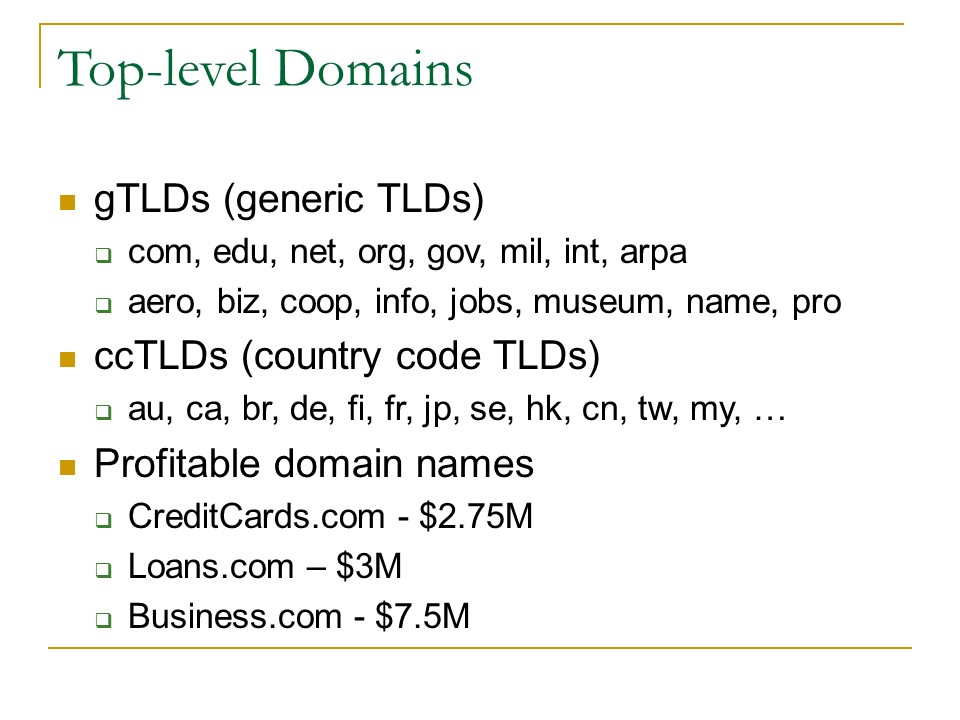 Top-level Domains
gTLDs (generic TLDs)
com, edu, net, org, gov, mil, int, arpa
aero, biz, coop, info, jobs, museum, name, pro
ccTLDs (country code TLDs)
au, ca, br, de, fi, fr, jp, se, hk, cn, tw, my, …
Profitable domain names
CreditCards.com - $2.75M
Loans.com – $3M
Business.com - $7.5M